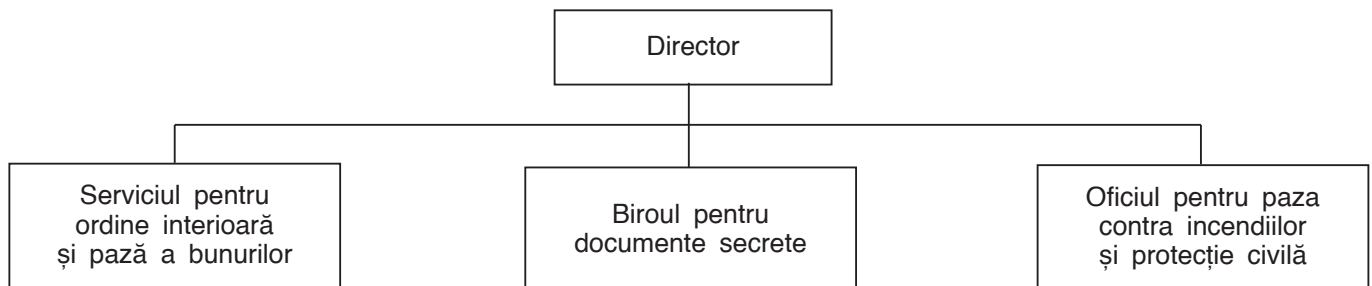 Director
Serviciul pentru
ordine interioară
și pază a bunurilor
Biroul pentru
documente secrete
Oficiul pentru paza
contra incendiilor
și protecție civilă